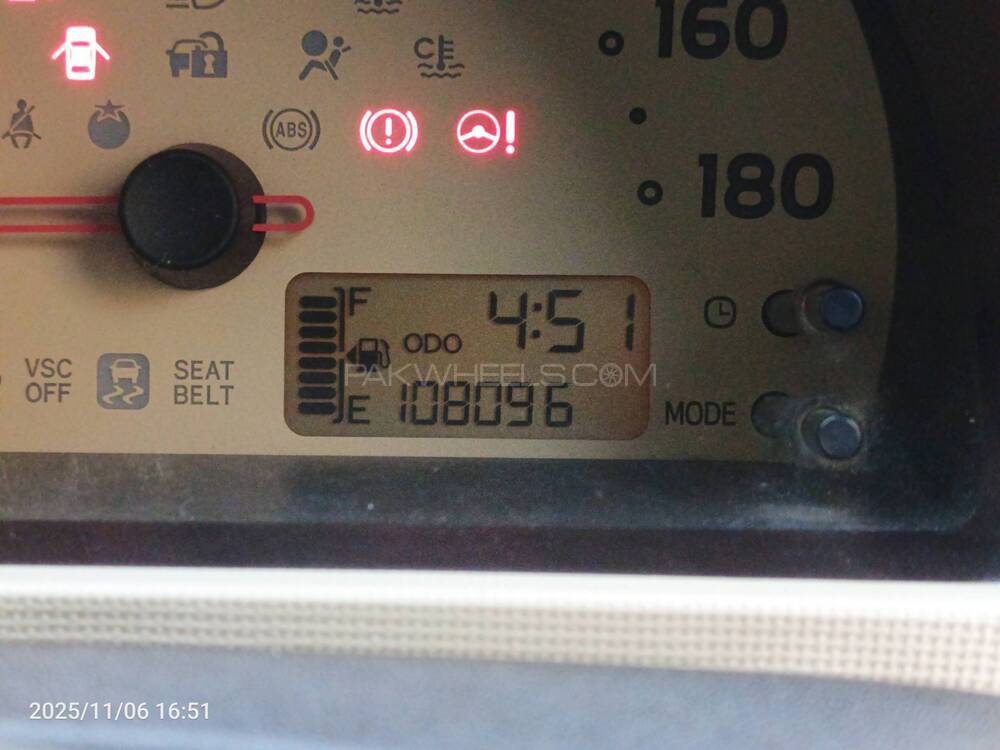 160
C
ABS
180
F
4:51
ODO
PAKWHEELS.COM
VSC
OFF
SEAT
BELT
E
108096
MODE
2025/11/06 16:51